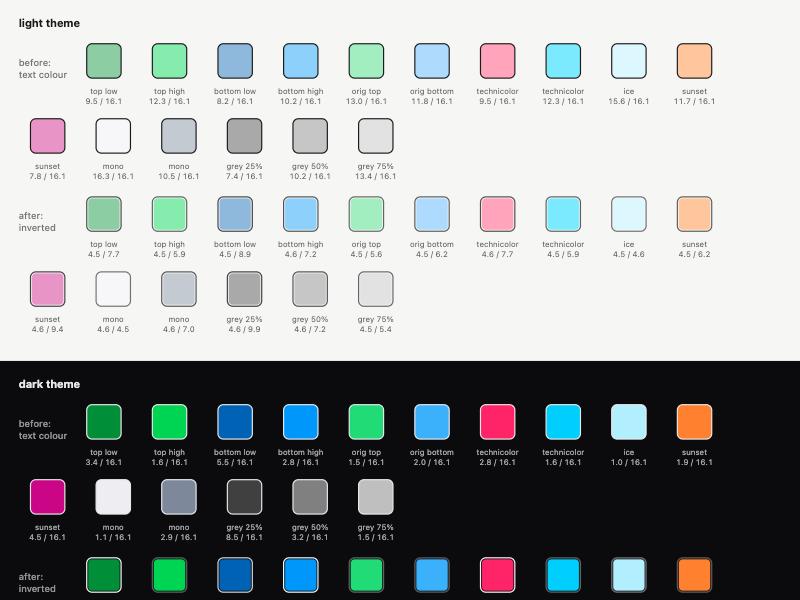 light theme
before:
text colour
top low
9.5 / 16.1
top high
12.3 / 16.1
bottom low
8.2 / 16.1
bottom high
10.2 / 16.1
orig top
13.0 / 16.1
orig bottom
11.8 / 16.1
technicolor
9.5 / 16.1
technicolor
12.3 / 16.1
ice
15.6 / 16.1
sunset
11.7 / 16.1
sunset
7.8 / 16.1
mono
16.3 / 16.1
mono
10.5 / 16.1
grey 25%
7.4 / 16.1
grey 50%
10.2 / 16.1
grey 75%
13.4 / 16.1
after:
inverted
top low
4.5 / 7.7
top high
4.5 / 5.9
bottom low
4.5 / 8.9
bottom high
4.6 / 7.2
orig top
4.5 / 5.6
orig bottom
4.5 / 6.2
technicolor
4.6 / 7.7
technicolor
4.5 / 5.9
ice
4.5 / 4.6
sunset
4.5 / 6.2
sunset
4.6 / 9.4
mono
4.6 / 4.5
mono
4.6 / 7.0
grey 25%
4.6 / 9.9
grey 50%
4.6 / 7.2
grey 75%
4.5 / 5.4
dark theme
before:
text colour
top low
3.4 / 16.1
top high
1.6 / 16.1
bottom low
5.5 / 16.1
bottom high
2.8 / 16.1
orig top
1.5 / 16.1
orig bottom
2.0 / 16.1
technicolor
2.8 / 16.1
technicolor
1.6 / 16.1
ice
1.0 / 16.1
sunset
1.9 / 16.1
sunset
4.5 / 16.1
mono
1.1 / 16.1
mono
2.9 / 16.1
grey 25%
8.5 / 16.1
grey 50%
3.2 / 16.1
grey 75%
1.5 / 16.1
after:
inverted